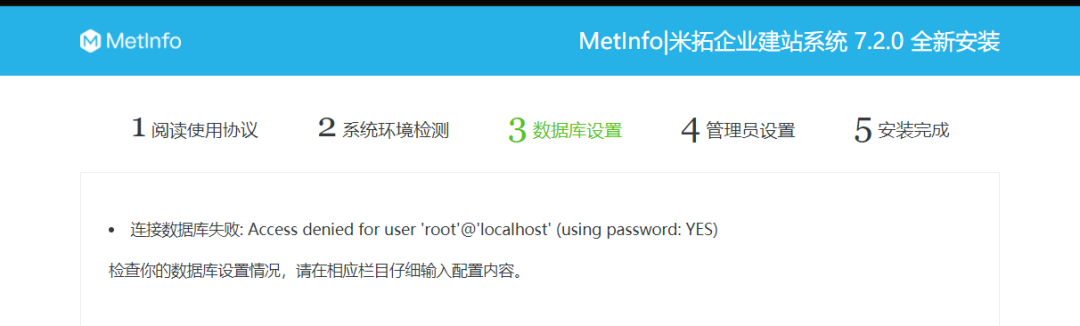 MetInfo
MetInfo|米拓企业建站系统 7.2.0 全新安装
1 阅读使用协议 2 系统环境检测 3 数据库设置 4 管理员设置 5 安装完成
• 连接数据库失败: Access denied for user 'root'@'localhost' (using password: YES)
检查你的数据库设置情况，请在相应栏目仔细输入配置内容。